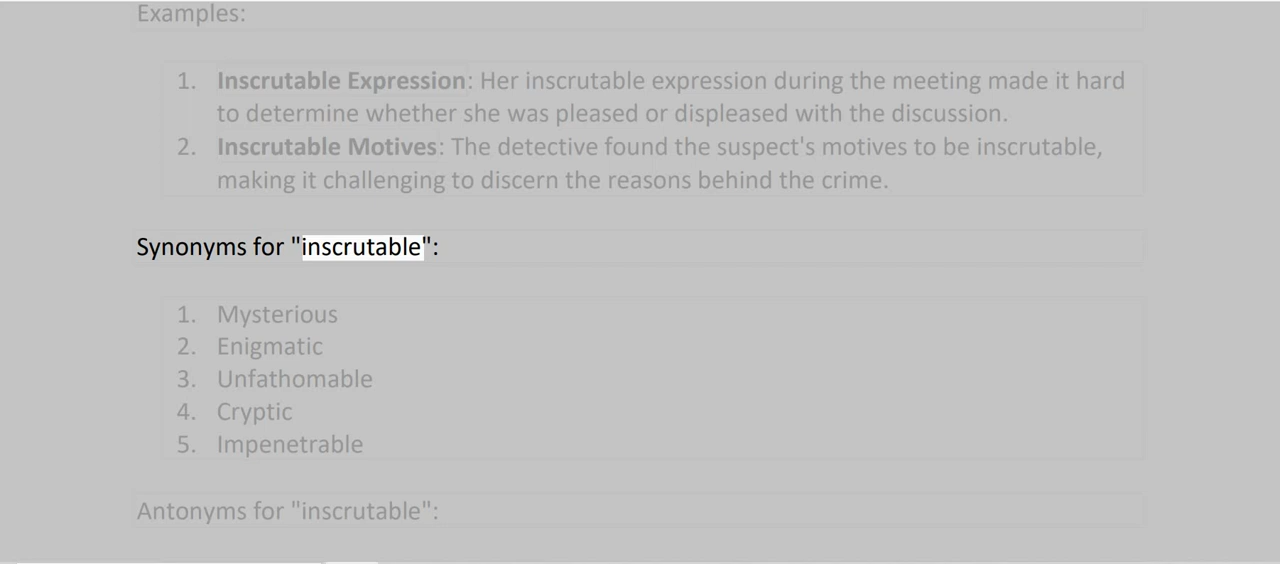 Examples:
1. Inscrutable Expression: Her inscrutable expression during the meeting made it hard
to determine whether she was pleased or displeased with the discussion.
2. Inscrutable Motives: The detective found the suspect's motives to be inscrutable,
making it challenging to discern the reasons behind the crime.
Synonyms for "inscrutable":
1. Mysterious
2. Enigmatic
3. Unfathomable
4. Cryptic
5. Impenetrable
Antonyms for "inscrutable":